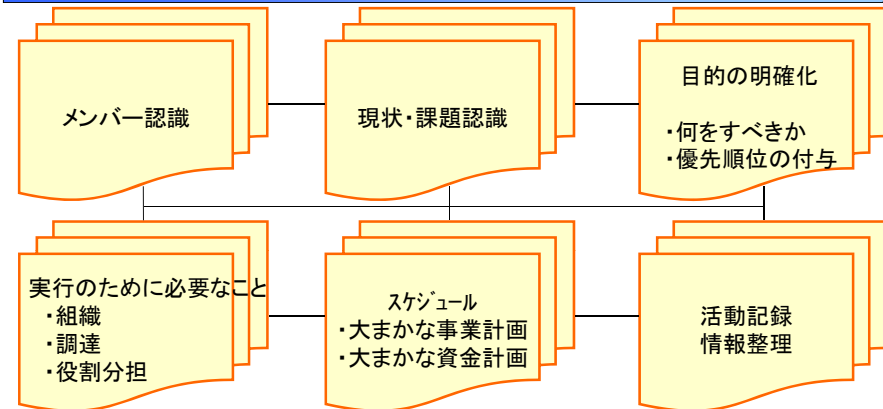 メンバー認識
現状・課題認識
目的の明確化
・何をすべきか
・優先順位の付与
実行のために必要なこと
・組織
・調達
・役割分担
スケジュール
・大まかな事業計画
・大まかな資金計画
活動記録
情報整理